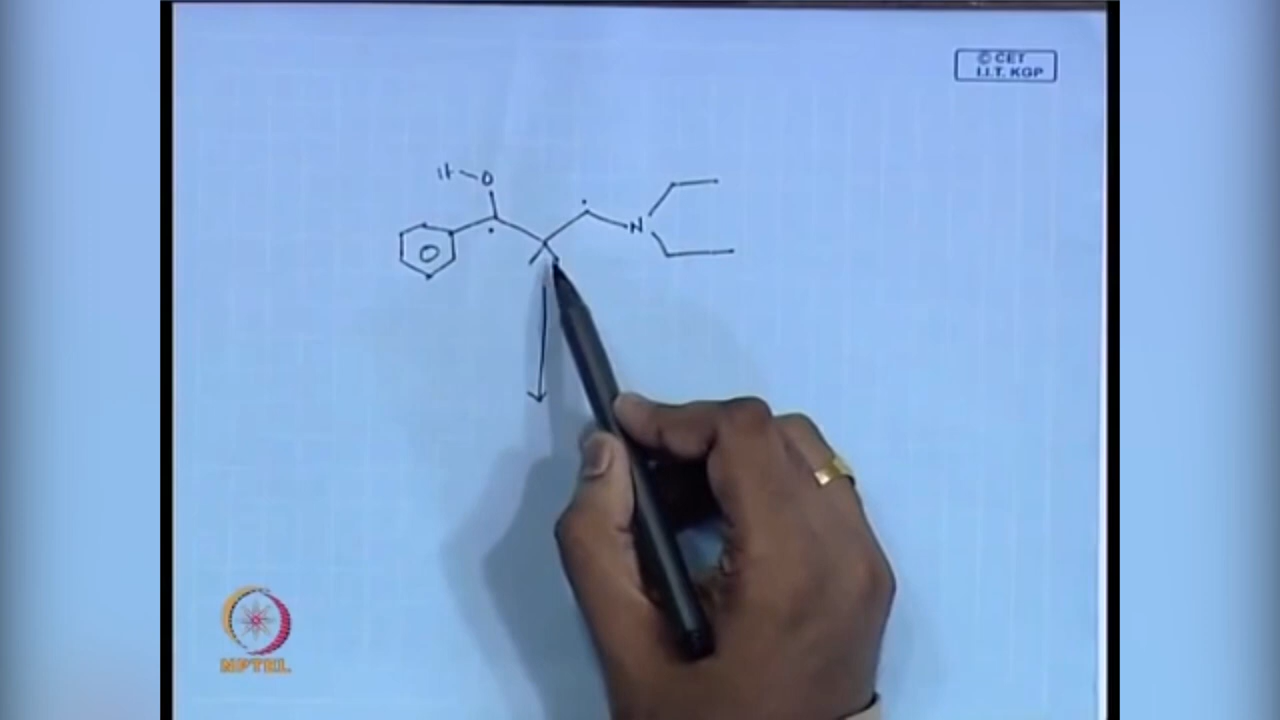 © CET
I.I.T. KGP
H
O
N
NPTEL